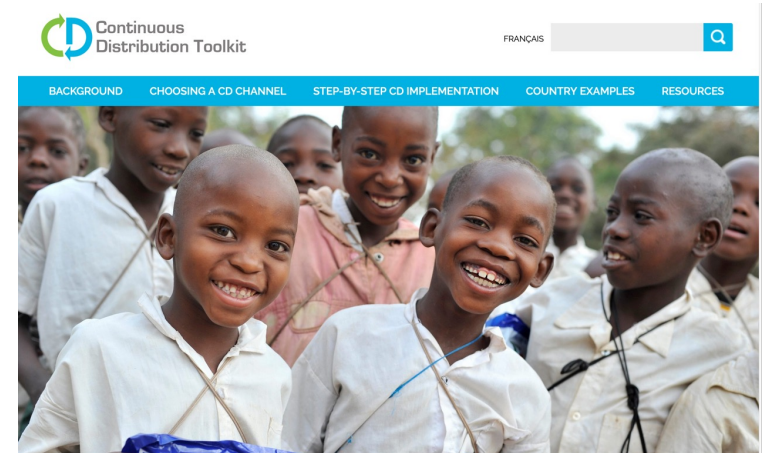 Continuous
Distribution Toolkit
FRANÇAIS
BACKGROUND CHOOSING A CD CHANNEL STEP-BY-STEP CD IMPLEMENTATION COUNTRY EXAMPLES RESOURCES